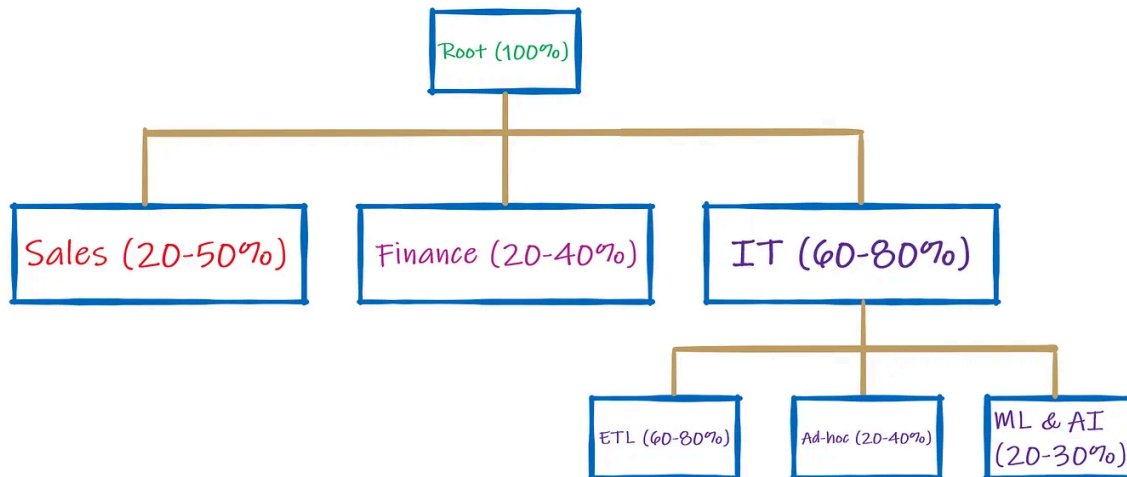 Root (100%)
Sales (20-50%)
Finance (20-40%)
IT (60-80%)
ETL (60-80%)
Ad-hoc (20-40%)
ML & AI
(20-30%)